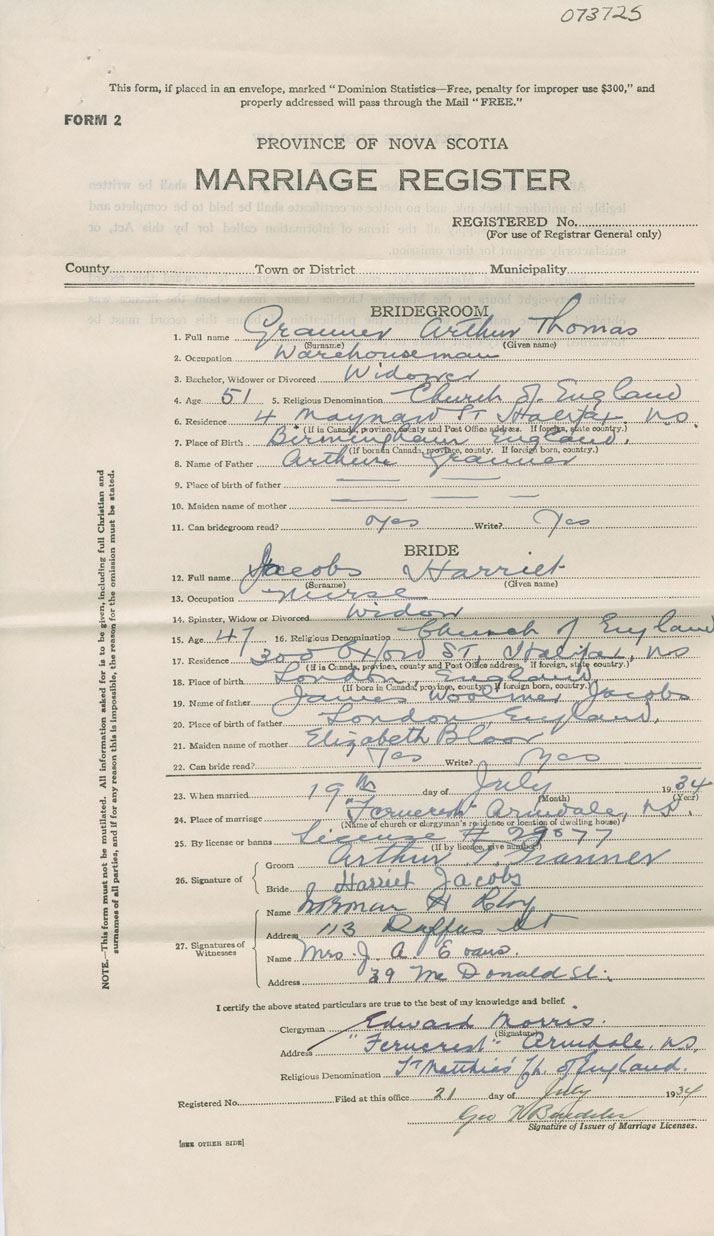 073725
This form, if placed in an envelope, marked "Dominion Statistics—Free, penalty for improper use $300," and
properly addressed will pass through the Mail "FREE."
FORM 2
PROVINCE OF NOVA SCOTIA
MARRIAGE REGISTER
REGISTERED No.
(For use of Registrar General only)
County Town or District Municipality
BRIDEGROOM
1. Full name Granner Arthur Thomas
(Surname) (Given name)
2. Occupation Warehouseman
3. Bachelor, Widower or Divorced Widower
4. Age 51 5. Religious Denomination Church of England
6. Residence 4 Maynard St Halifax N.S.
(If in Canada, province, county and Post Office address. If foreign, state country.)
7. Place of Birth Birmingham England.
(If born in Canada, province, county. If foreign born, country.)
8. Name of Father Arthur Granner
9. Place of birth of father — —
10. Maiden name of mother — — —
11. Can bridegroom read? Yes Write? Yes
BRIDE
12. Full name Jacobs Harriet
(Surname) (Given name)
13. Occupation Nurse
14. Spinster, Widow or Divorced Widow
15. Age 47 16. Religious Denomination Church of England
17. Residence 300 Oxford St. Halifax, N.S
(If in Canada, province, county and Post Office address. If foreign, state country.)
18. Place of birth London, England.
(If born in Canada, province, county. If foreign born, country.)
19. Name of father James Woolmer Jacobs
20. Place of birth of father London England,
21. Maiden name of mother Elizabeth Bloor
22. Can bride read? Yes Write? Yes
23. When married 19th day of July 1934
(Month) (Year)
24. Place of marriage "Ferncrest" Armdale, N.S.
(Name of church or clergyman's residence or location of dwelling house)
25. By license or banns License # 29577
(If by licence, give number)
26. Signature of
Groom Arthur T. Granner
Bride Harriet Jacobs
27. Signatures of Witnesses
Name Norman H
Address 113 Duffus St
Name Mrs. J. A. Evans.
Address 39 McDonald St.
I certify the above stated particulars are true to the best of my knowledge and belief.
Clergyman Edward Morris.
(Signature)
Address "Ferncrest" Armdale, N.S.
Religious Denomination St Matthias' Ch. of England.
Registered No. Filed at this office 21 day of July 1934
Geo
Signature of Issuer of Marriage Licenses.
[SEE OTHER SIDE]
NOTE.—This form must not be mutilated. All information asked for is to be given, including full Christian and
surnames of all parties, and if for any reason this is impossible, the reason for the omission must be stated.